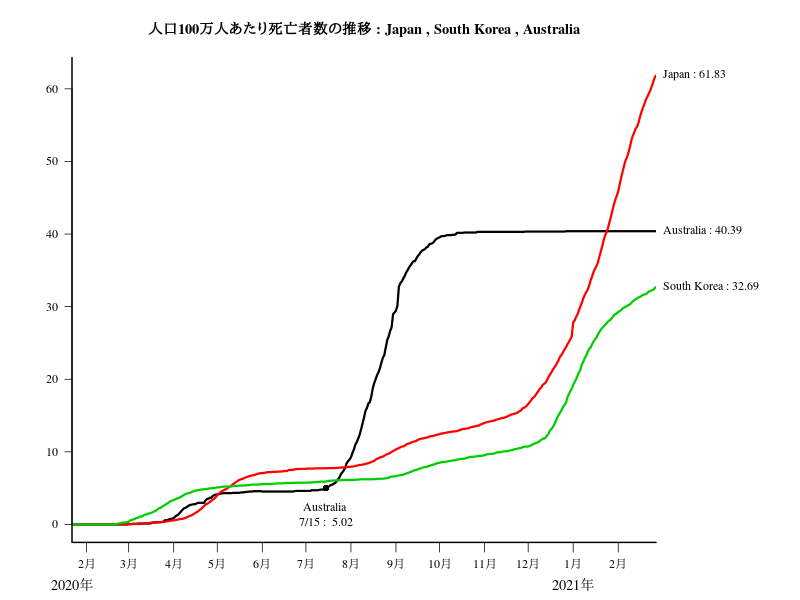 人口100万人あたり死亡者数の推移 : Japan , South Korea , Australia
60
50
40
30
20
10
0
Japan : 61.83
Australia : 40.39
South Korea : 32.69
Australia
7/15 : 5.02
2月 3月 4月 5月 6月 7月 8月 9月 10月 11月 12月 1月 2月
2020年 2021年